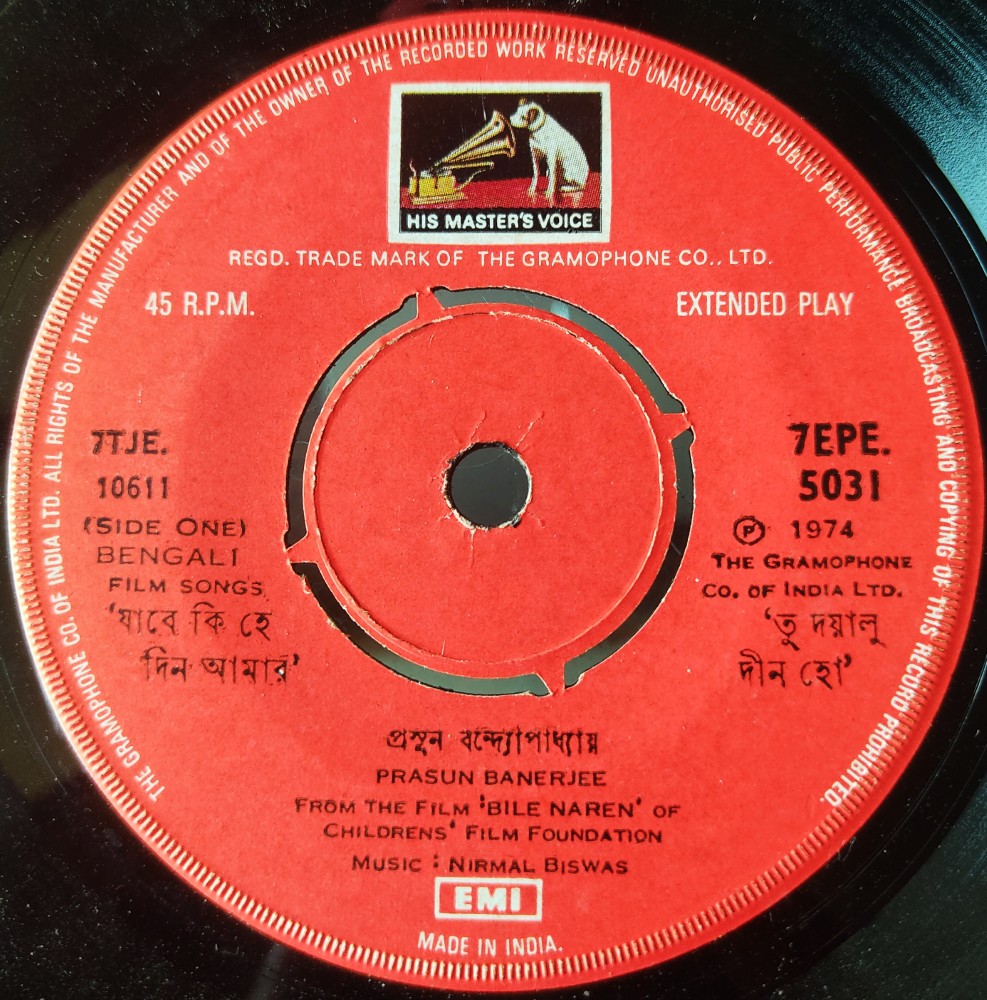 THE GRAMOPHONE CO. OF INDIA LTD. ALL RIGHTS OF THE MANUFACTURER AND OF THE OWNER OF THE RECORDED WORK RESERVED UNAUTHORISED PUBLIC PERFORMANCE BROADCASTING AND COPYING OF THIS RECORD PROHIBITED.
HIS MASTER'S VOICE
REGD. TRADE MARK OF THE GRAMOPHONE CO., LTD.
45 R.P.M.
EXTENDED PLAY
7TJE.
10611
(SIDE ONE)
BENGALI
FILM SONGS
'যাবে কি হে
দিন আমার'
7EPE.
5031
℗ 1974
THE GRAMOPHONE
CO. OF INDIA LTD.
'তু দয়ালু
দীন হো'
প্রসূন বন্দ্যোপাধ্যায়
PRASUN BANERJEE
FROM THE FILM 'BILE NAREN' OF
CHILDRENS' FILM FOUNDATION
MUSIC : NIRMAL BISWAS
EMI
MADE IN INDIA.